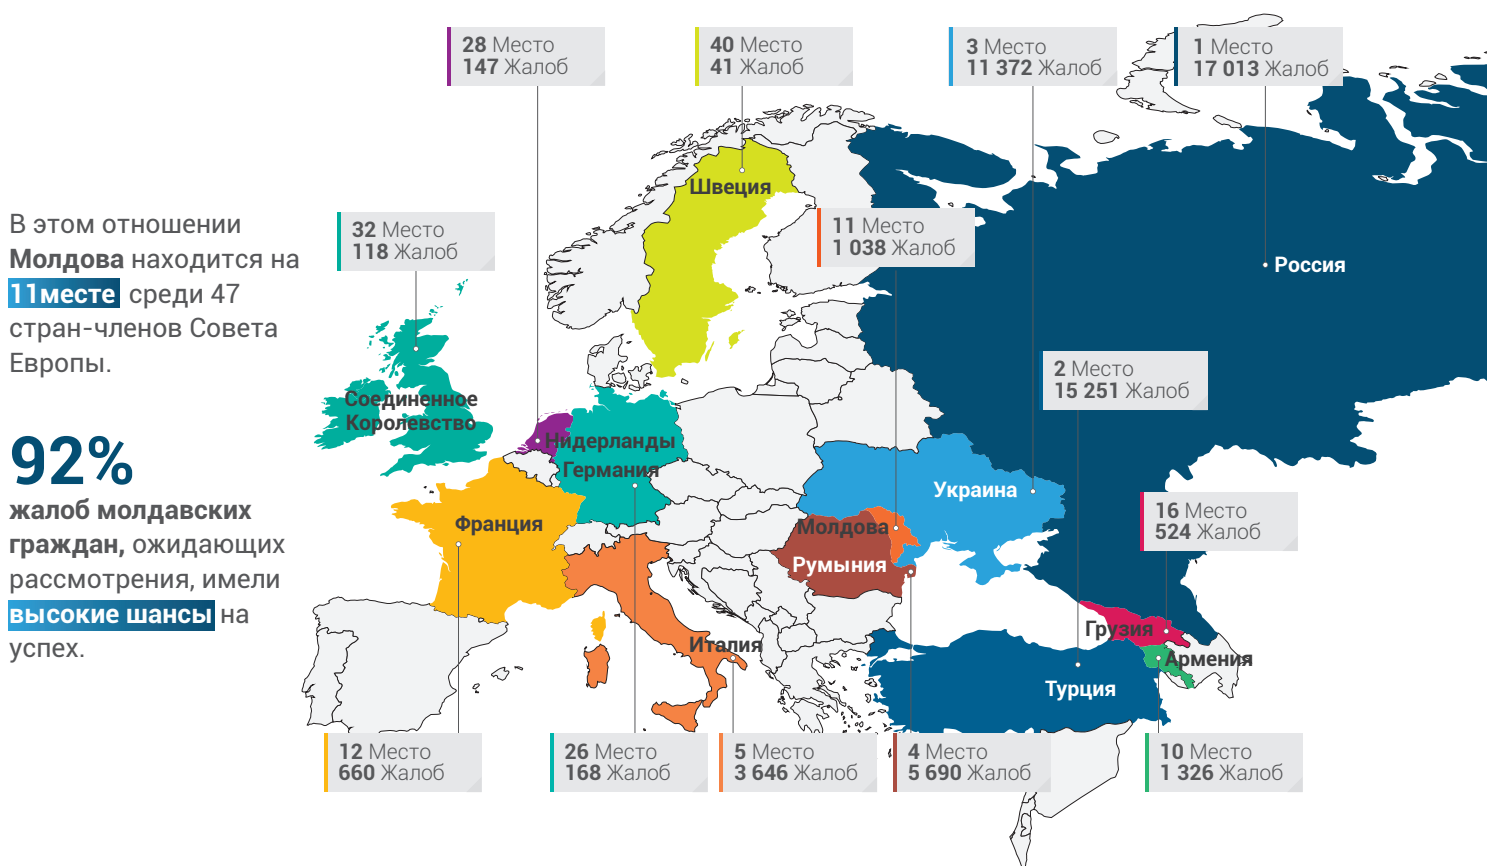 28 Место
147 Жалоб
40 Место
41 Жалоб
3 Место
11 372 Жалоб
1 Место
17 013 Жалоб
В этом отношении
Молдова находится на
11месте среди 47
стран-членов Совета
Европы.
92%
жалоб молдавских
граждан, ожидающих
рассмотрения, имели
высокие шансы на
успех.
32 Место
118 Жалоб
Швеция
11 Место
1 038 Жалоб
Россия
2 Место
15 251 Жалоб
Соединенное
Королевство
Нидерланды
Германия
Франция
Украина
Молдова
Румыния
16 Место
524 Жалоб
Грузия
Италия
Армения
Турция
12 Место
660 Жалоб
26 Место
168 Жалоб
5 Место
3 646 Жалоб
4 Место
5 690 Жалоб
10 Место
1 326 Жалоб